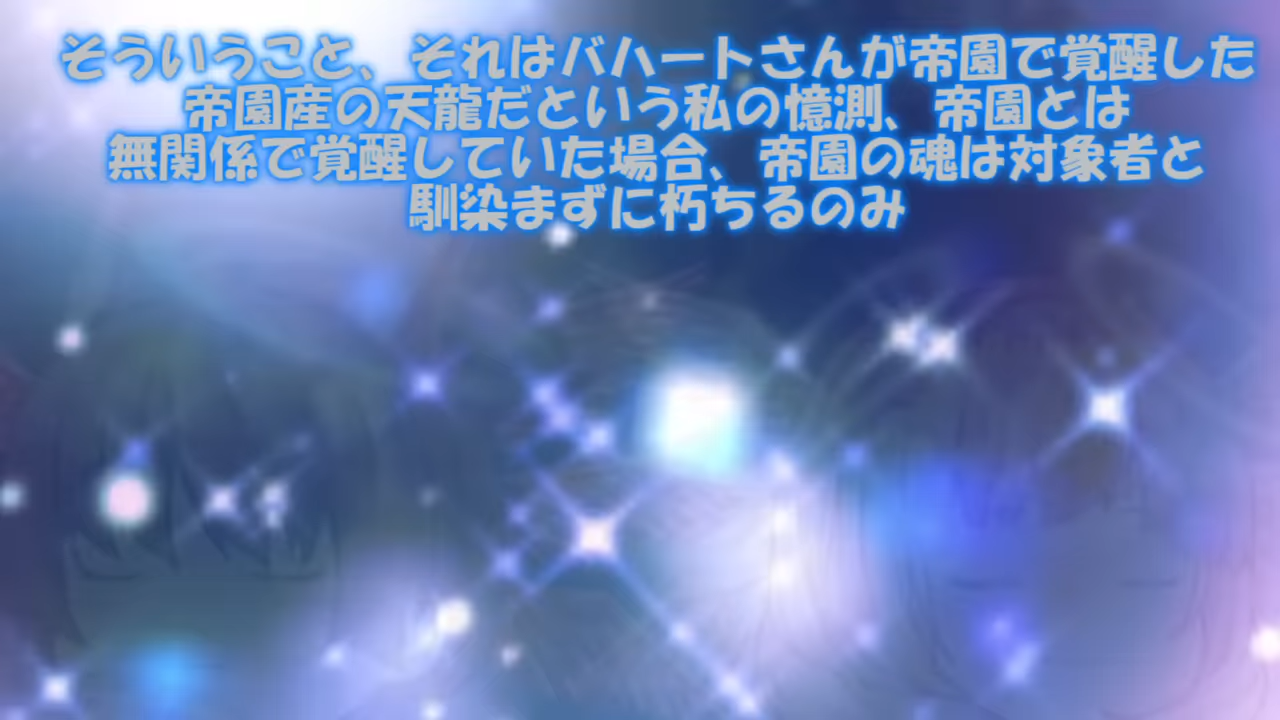 そういうこと、それはバハートさんが帝園で覚醒した
帝園産の天龍だという私の憶測、帝園とは
無関係で覚醒していた場合、帝園の魂は対象者と
馴染まずに朽ちるのみ